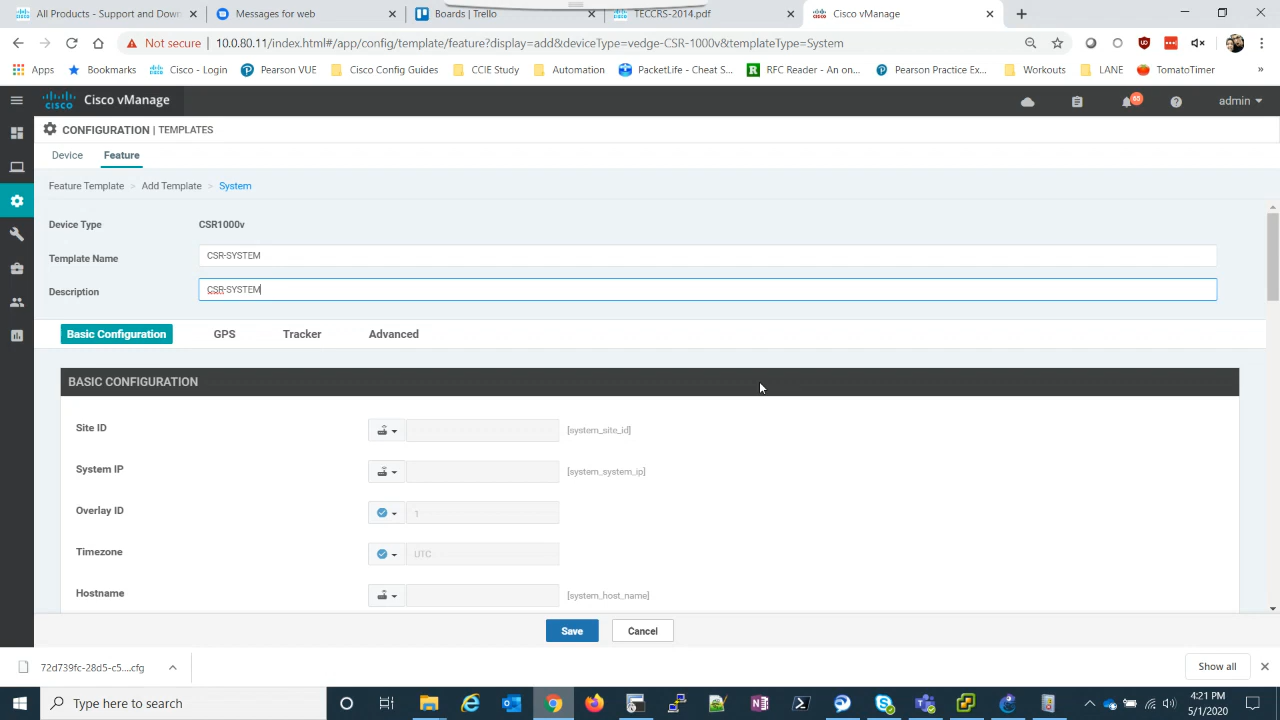 All Support and Down...
Messages for web
Boards | Trello
TECCRS-2014.pdf
Cisco vManage
Not secure | 10.0.80.11/index.html#/app/config/template/feature?display=add&deviceType=vedge-CSR-1000v&templateType=System
Apps
Bookmarks
Cisco - Login
Pearson VUE
Cisco Config Guides
CCIE Study
Automation
PacketLife - Cheat S...
RFC Reader - An on...
Pearson Practice Ex...
Workouts
LANE
TomatoTimer
»
Cisco vManage
admin
CONFIGURATION | TEMPLATES
Device
Feature
Feature Template > Add Template > System
Device Type
CSR1000v
Template Name
CSR-SYSTEM
Description
CSR-SYSTEM
Basic Configuration
GPS
Tracker
Advanced
BASIC CONFIGURATION
Site ID
[system_site_id]
System IP
[system_system_ip]
Overlay ID
1
Timezone
UTC
Hostname
[system_host_name]
Save
Cancel
72d739fc-28d5-c5....cfg
Show all
Type here to search
4:21 PM
5/1/2020